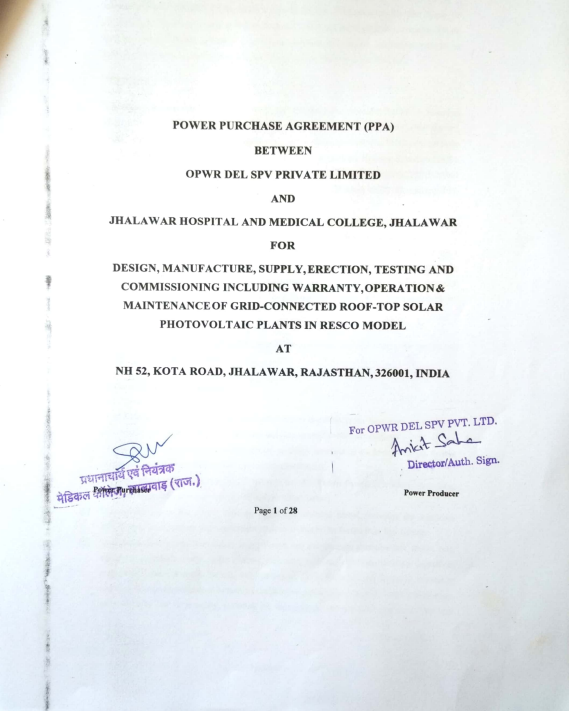 POWER PURCHASE AGREEMENT (PPA)
BETWEEN
OPWR DEL SPV PRIVATE LIMITED
AND
JHALAWAR HOSPITAL AND MEDICAL COLLEGE, JHALAWAR
FOR
DESIGN, MANUFACTURE, SUPPLY, ERECTION, TESTING AND
COMMISSIONING INCLUDING WARRANTY, OPERATION &
MAINTENANCE OF GRID-CONNECTED ROOF-TOP SOLAR
PHOTOVOLTAIC PLANTS IN RESCO MODEL
AT
NH 52, KOTA ROAD, JHALAWAR, RAJASTHAN, 326001, INDIA
For OPWR DEL SPV PVT. LTD.
Ankit Saha
Director/Auth. Sign.
Power Producer
प्रधानाचार्य एवं नियंत्रक
मेडिकल कॉलेज, झालावाड़ (राज.)
Power Purchaser
Page 1 of 28